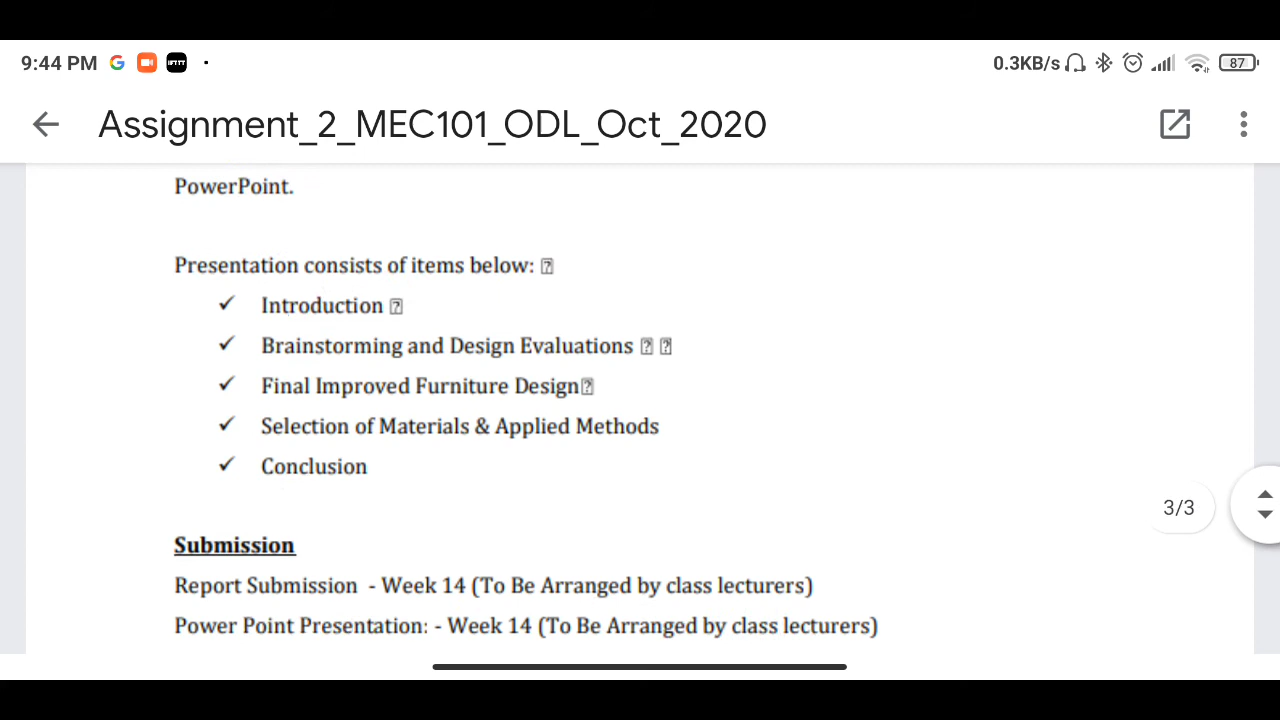 9:44 PM
0.3KB/s
87
Assignment_2_MEC101_ODL_Oct_2020
PowerPoint.
Presentation consists of items below: ⍰
✓ Introduction ⍰
✓ Brainstorming and Design Evaluations ⍰ ⍰
✓ Final Improved Furniture Design⍰
✓ Selection of Materials & Applied Methods
✓ Conclusion
3/3
Submission
Report Submission - Week 14 (To Be Arranged by class lecturers)
Power Point Presentation: - Week 14 (To Be Arranged by class lecturers)